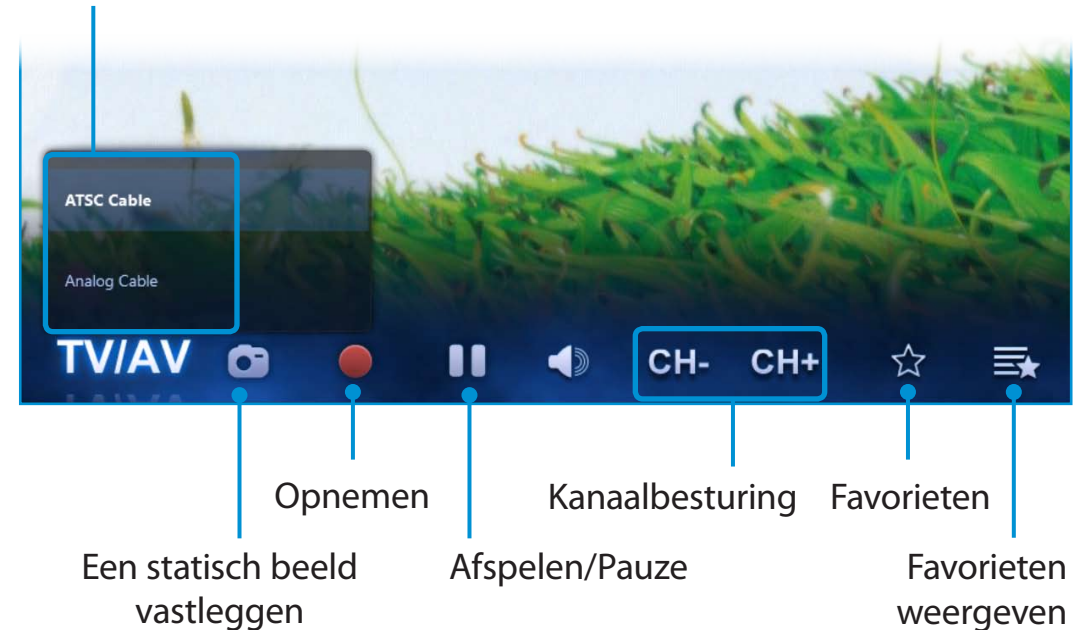 ATSC Cable
Analog Cable
TV/AV
CH- CH+
Opnemen
Kanaalbesturing
Favorieten
Een statisch beeld
vastleggen
Afspelen/Pauze
Favorieten
weergeven